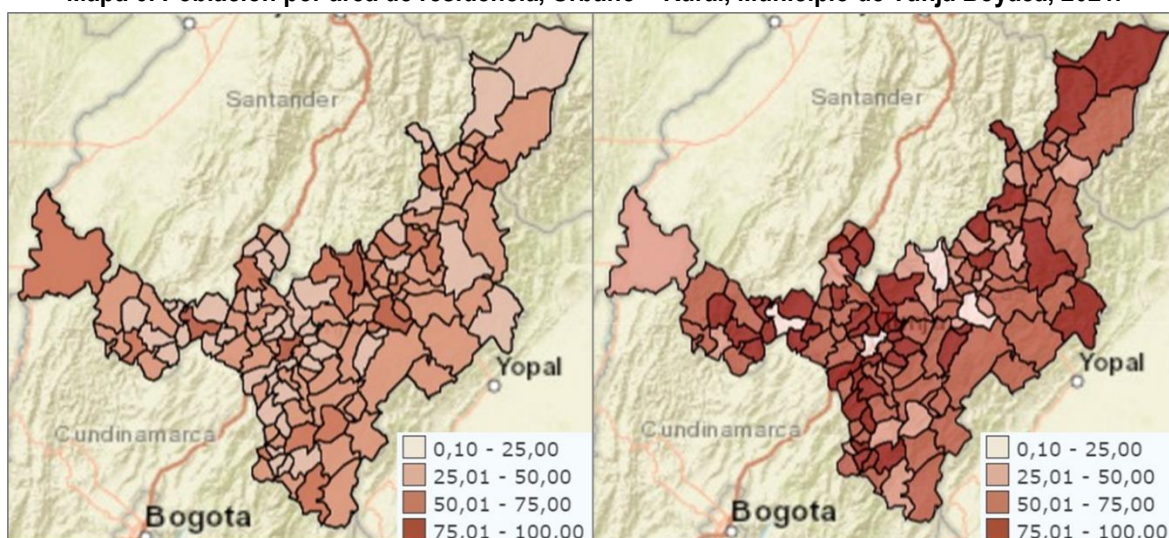 Mapa 6. Población por área de residencia, Urbano – Rural, Municipio de Tunja Boyacá, 2021.
Santander
Yopal
Cundinamarca
Bogota
0,10 - 25,00
25,01 - 50,00
50,01 - 75,00
75,01 - 100,00
Santander
Yopal
Cundinamarca
Bogota
0,10 - 25,00
25,01 - 50,00
50,01 - 75,00
75,01 - 100,00